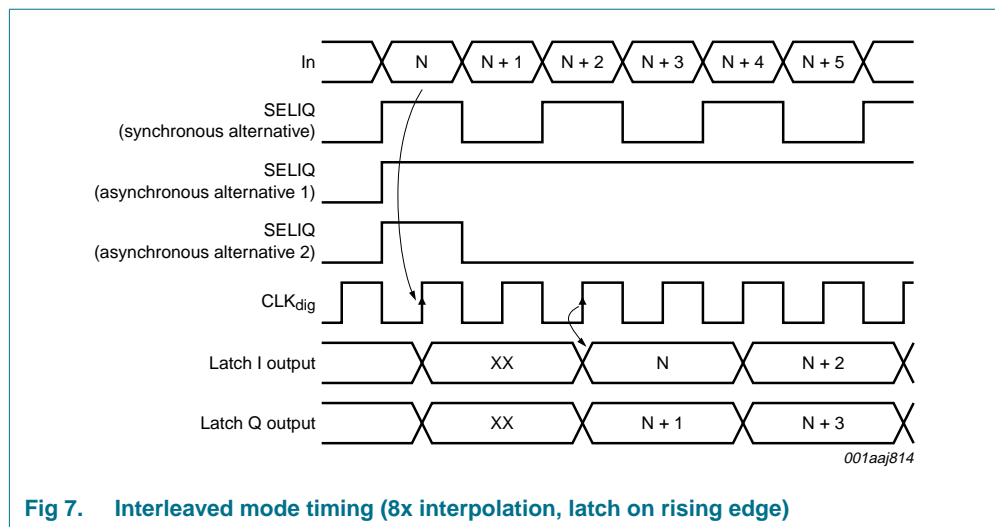 In N N + 1 N + 2 N + 3 N + 4 N + 5
SELIQ
(synchronous alternative)
SELIQ
(asynchronous alternative 1)
SELIQ
(asynchronous alternative 2)
CLKdig
Latch I output XX N N + 2
Latch Q output XX N + 1 N + 3
001aaj814
Fig 7. Interleaved mode timing (8x interpolation, latch on rising edge)